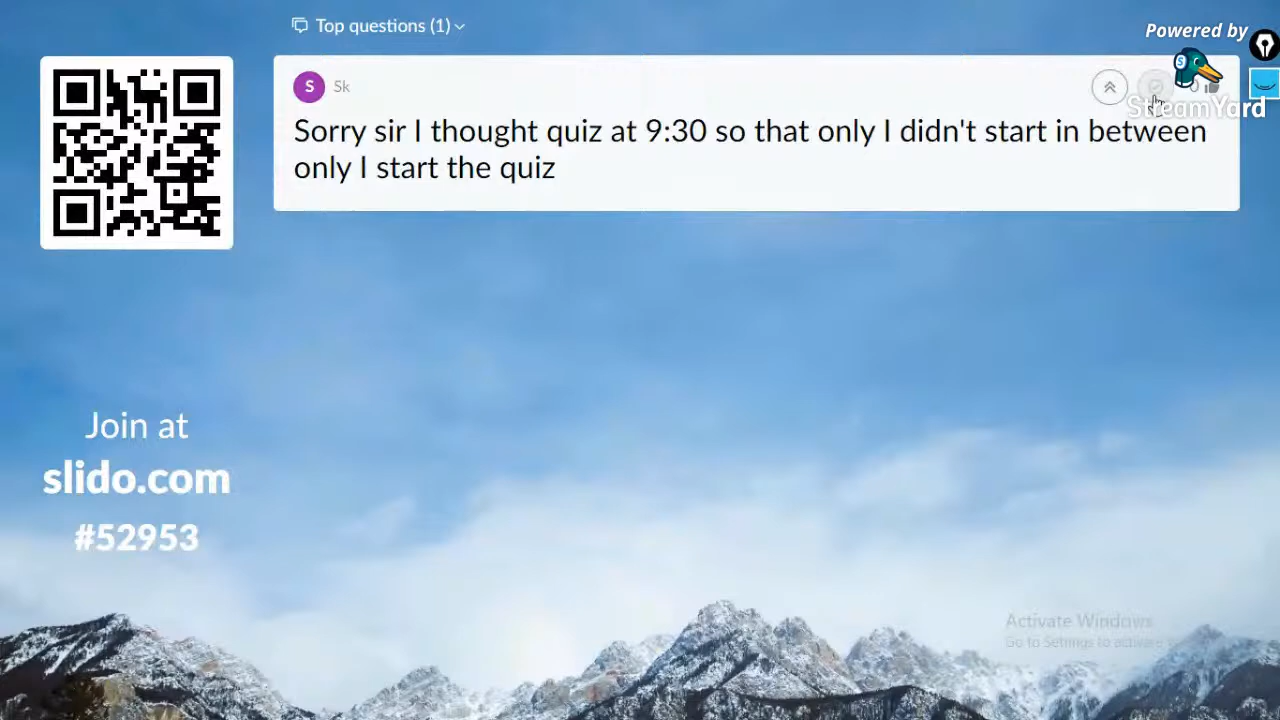 Top questions (1)
Powered by
S Sk
StreamYard
Sorry sir I thought quiz at 9:30 so that only I didn't start in between
only I start the quiz
Join at
slido.com
#52953
Activate Windows
Go to Settings to activate